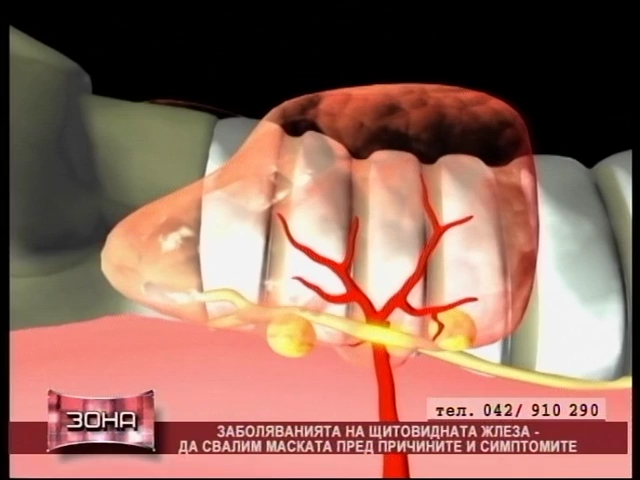 тел. 042/ 910 290
ЗОНА
ЗАБОЛЯВАНИЯТА НА ЩИТОВИДНАТА ЖЛЕЗА -
ДА СВАЛИМ МАСКАТА ПРЕД ПРИЧИНИТЕ И СИМПТОМИТЕ